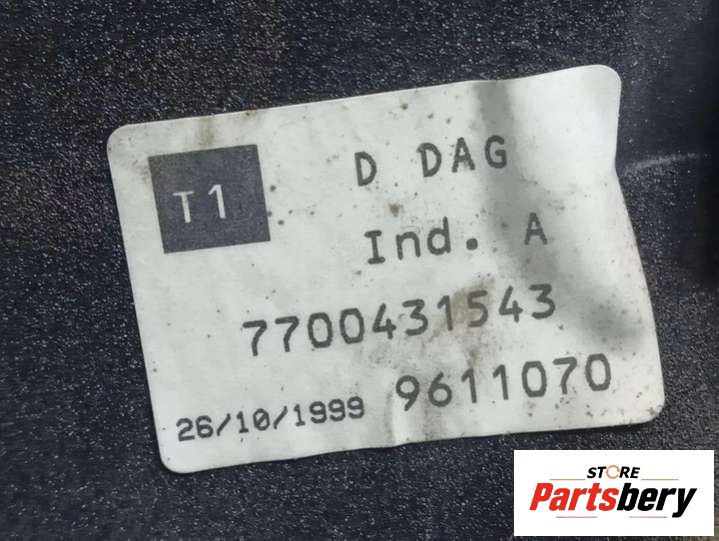 T1
D DAG
Ind. A
7700431543
26/10/1999 9611070
STORE
Partsbery